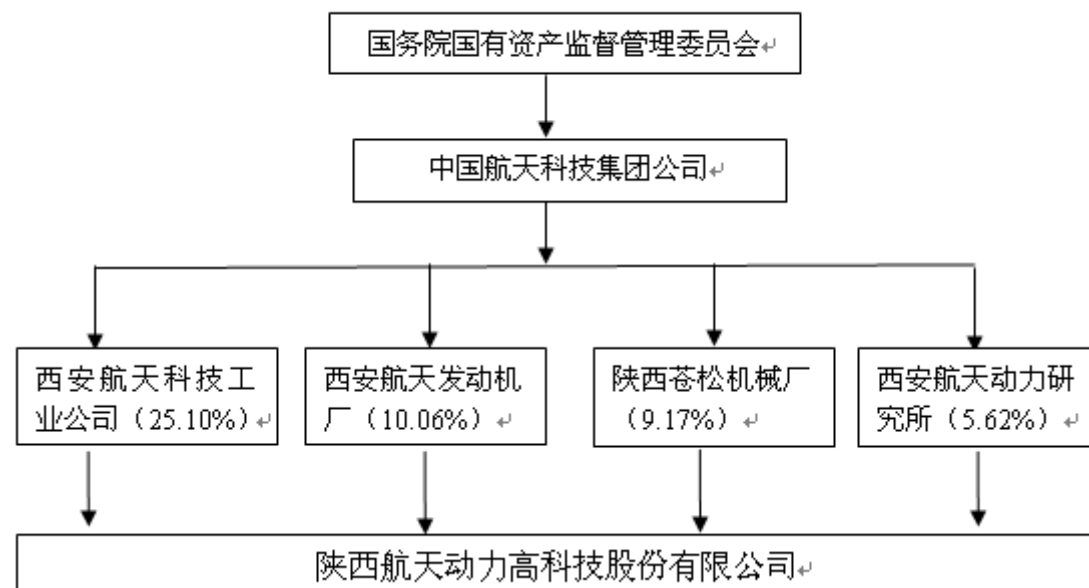 国务院国有资产监督管理委员会
中国航天科技集团公司
西安航天科技工
业公司（25.10%）
西安航天发动机
厂（10.06%）
陕西苍松机械厂
（9.17%）
西安航天动力研
究所（5.62%）
陕西航天动力高科技股份有限公司